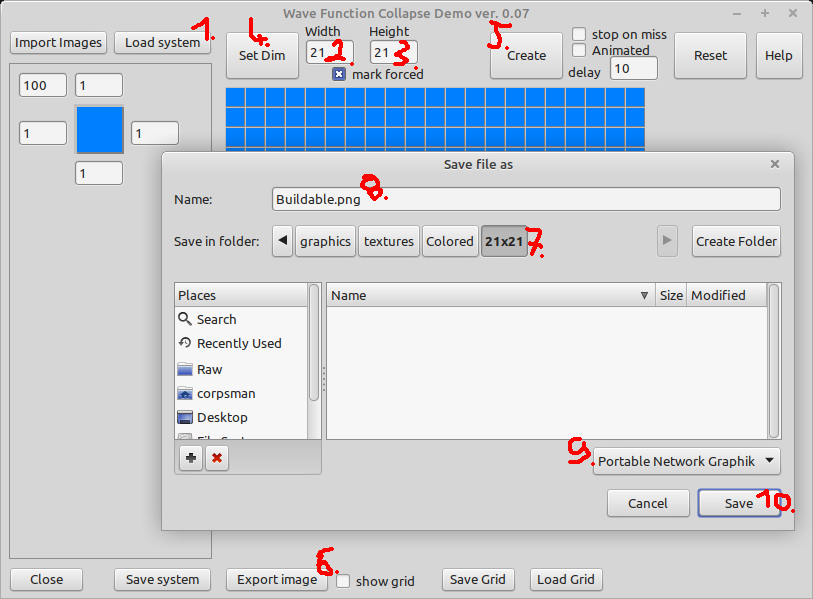 Wave Function Collapse Demo ver. 0.07
1. 4. Width Height 5. stop on miss
Import Images Load system Set Dim 21 2. 21 3. Create Animated Reset Help
mark forced delay 10
100 1
1 1
1
Save file as
8.
Name: Buildable.png
Save in folder: graphics textures Colored 21x21 7. Create Folder
Places Name Size Modified
Search
Recently Used
Raw
corpsman
Desktop
9. Portable Network Graphik
Cancel Save 10.
6.
Close Save system Export image show grid Save Grid Load Grid